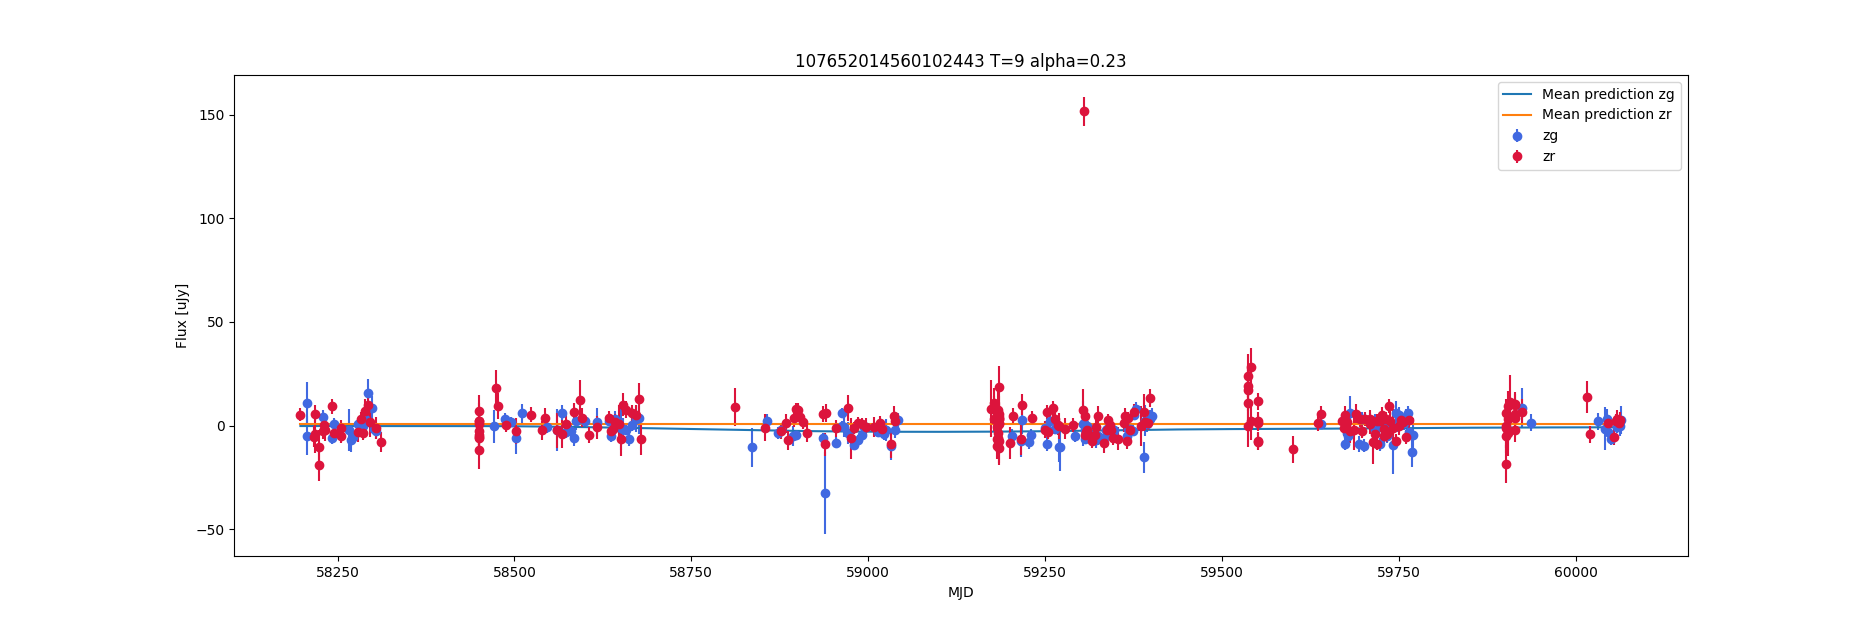 107652014560102443 T=9 alpha=0.23
Mean prediction zg
Mean prediction zr
zg
zr
150
100
50
0
−50
Flux [uJy]
58250
58500
58750
59000
59250
59500
59750
60000
MJD